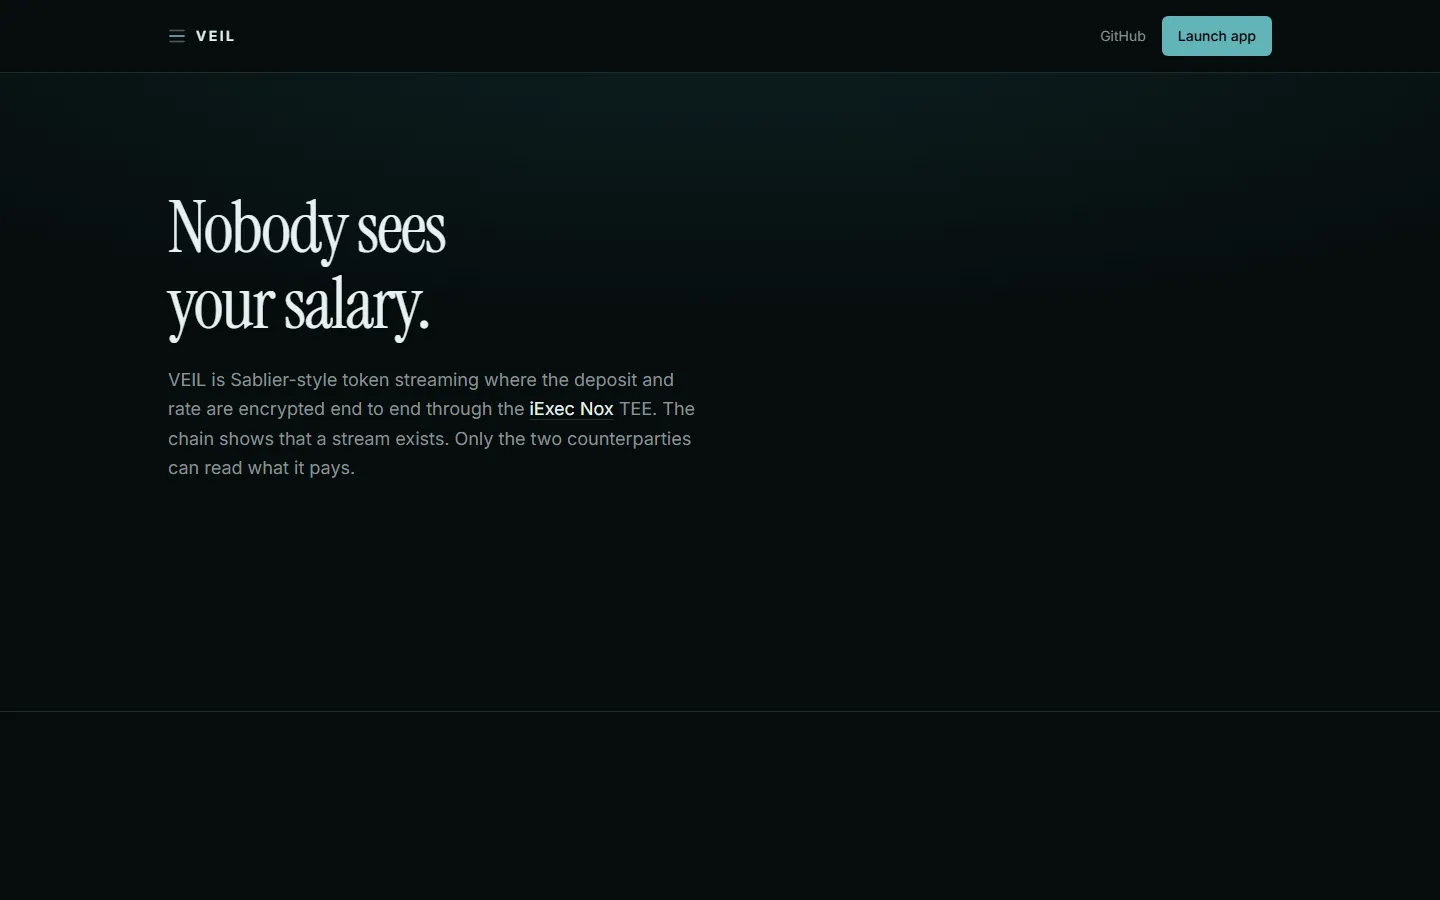 VEIL
GitHub
Launch app
Nobody sees
your salary.
VEIL is Sablier-style token streaming where the deposit and
rate are encrypted end to end through the iExec Nox TEE. The
chain shows that a stream exists. Only the two counterparties
can read what it pays.